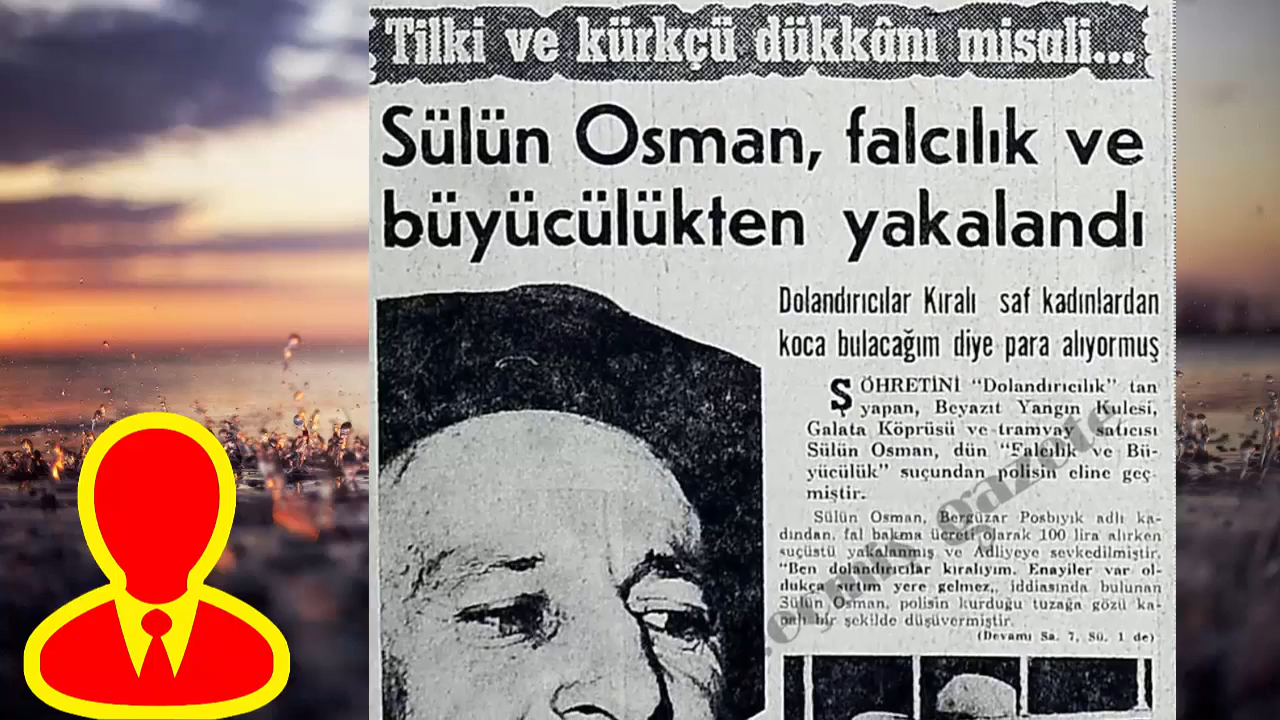 Tilki ve kürkçü dükkânı misali...
Sülün Osman, falcılık ve
büyücülükten yakalandı
Dolandırıcılar Kıralı saf kadınlardan
koca bulacağım diye para alıyormuş
ŞÖHRETİNİ "Dolandırıcılık" tan
yapan, Beyazıt Yangın Kulesi,
Galata Köprüsü ve tramvay satıcısı
Sülün Osman, dün "Falcılık ve Bü-
yücülük" suçundan polisin eline geç-
miştir.
Sülün Osman, Bergüzar Posbıyık adlı ka-
dından, fal bakma ücreti olarak 100 lira alırken
suçüstü yakalanmış ve Adliyeye sevkedilmiştir.
"Ben dolandırıcılar kıralıyım. Enayiler var ol-
dukça sırtım yere gelmez,, iddiasında bulunan
Sülün Osman, polisin kurduğu tuzağa gözü ka-
palı bir şekilde düşüvermiştir.
(Devamı Sa. 7, Sü. 1 de)
gazete